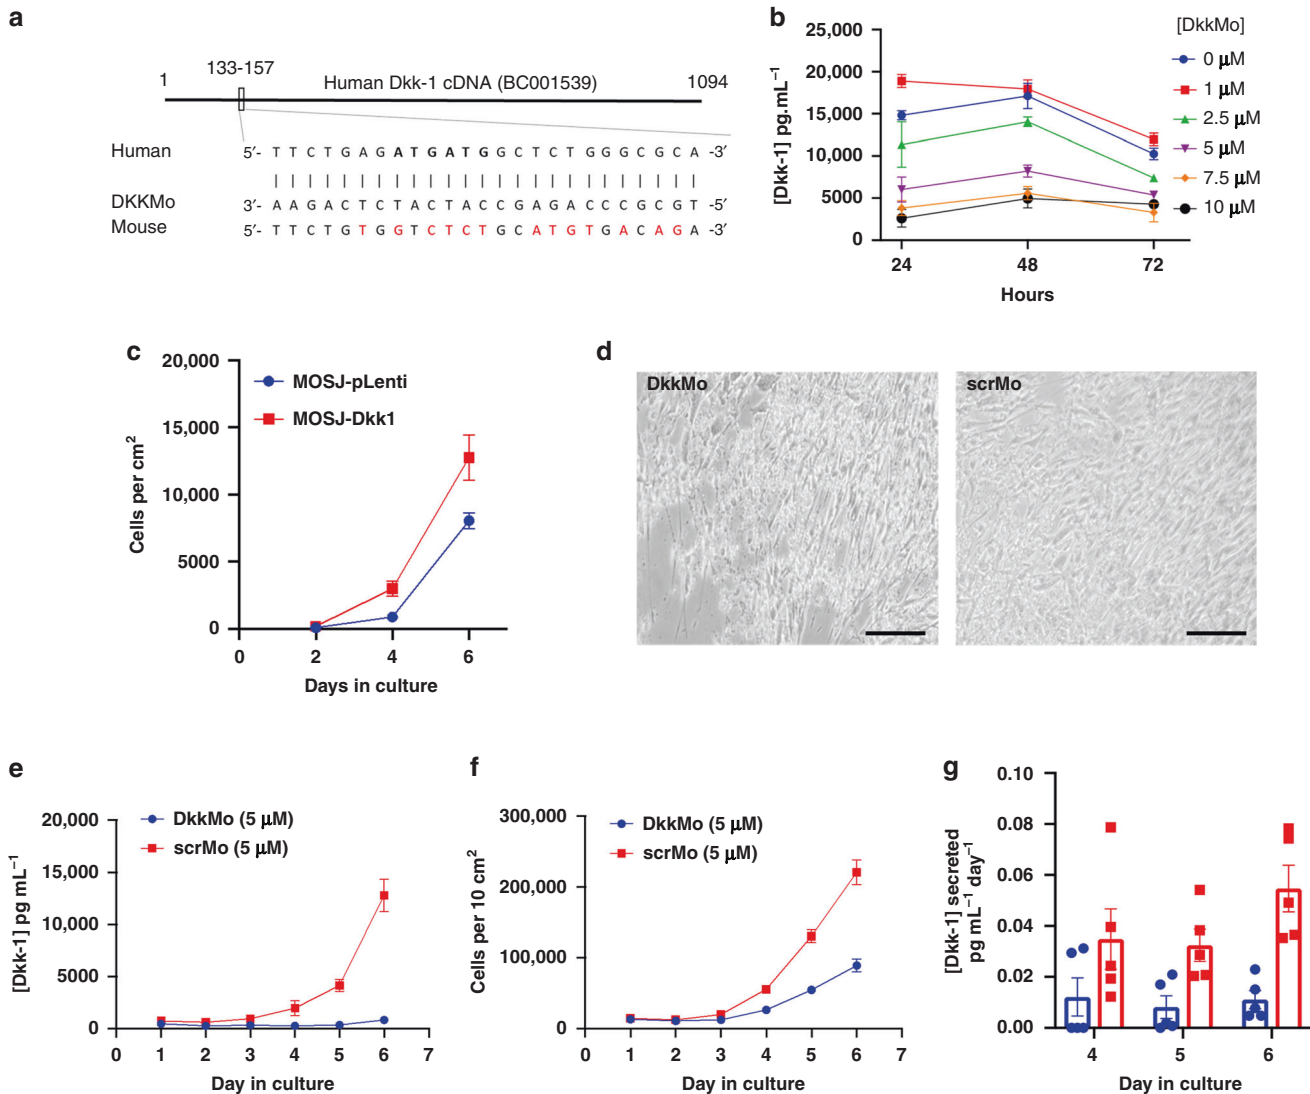 a
133-157
1 Human Dkk-1 cDNA (BC001539) 1094
Human 5′- T T C T G A G A T G A T G G C T C T G G G C G C A -3′
DKKMo 3′- A A G A C T C T A C T A C C G A G A C C C G C G T -5′
Mouse 5′- T T C T G T G G T C T C T G C A T G T G A C A G A -3′
b
[DkkMo]
[Dkk-1] pg.mL⁻¹
25,000
20,000
15,000
10,000
5000
0
24 48 72
Hours
0 μM
1 μM
2.5 μM
5 μM
7.5 μM
10 μM
c
Cells per cm²
20,000
15,000
10,000
5000
0
0 2 4 6
Days in culture
MOSJ-pLenti
MOSJ-Dkk1
d
DkkMo
scrMo
e
[Dkk-1] pg mL⁻¹
20,000
15,000
10,000
5000
0
0 1 2 3 4 5 6 7
Day in culture
DkkMo (5 μM)
scrMo (5 μM)
f
Cells per 10 cm²
300,000
200,000
100,000
0
0 1 2 3 4 5 6 7
Day in culture
DkkMo (5 μM)
scrMo (5 μM)
g
[Dkk-1] secreted
pg mL⁻¹ day⁻¹
0.10
0.08
0.06
0.04
0.02
0.00
4 5 6
Day in culture